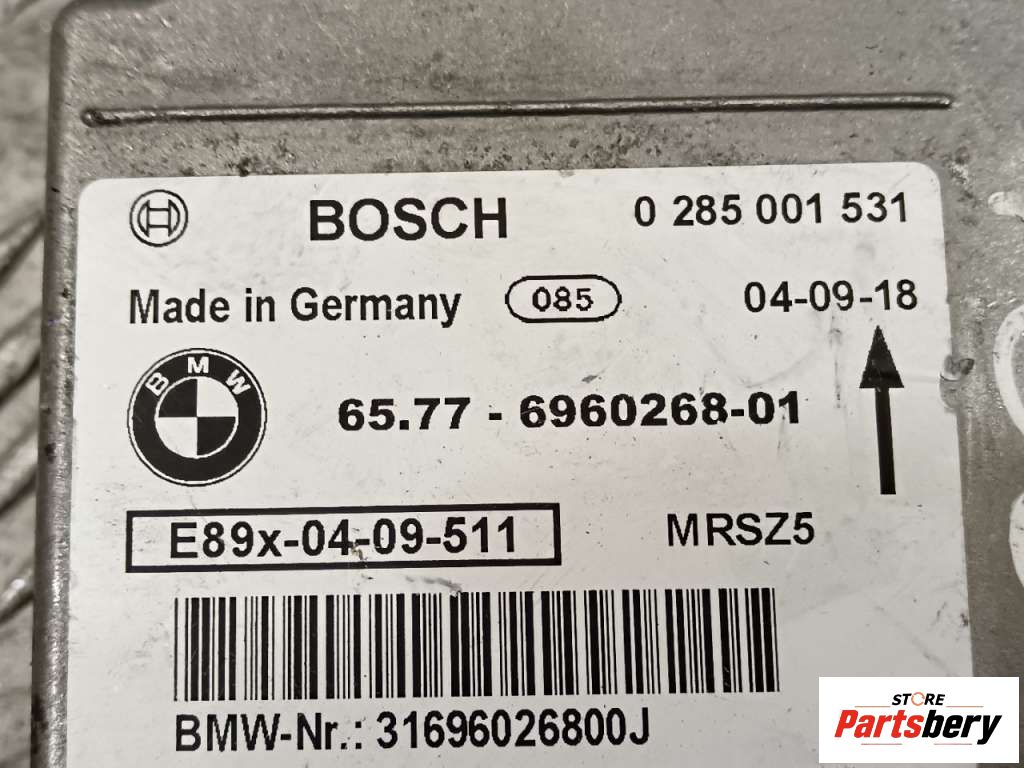 BOSCH 0 285 001 531
Made in Germany 085 04-09-18
BMW
65.77 - 6960268-01
E89x-04-09-511 MRSZ5
BMW-Nr.: 31696026800J
STORE
Partsbery